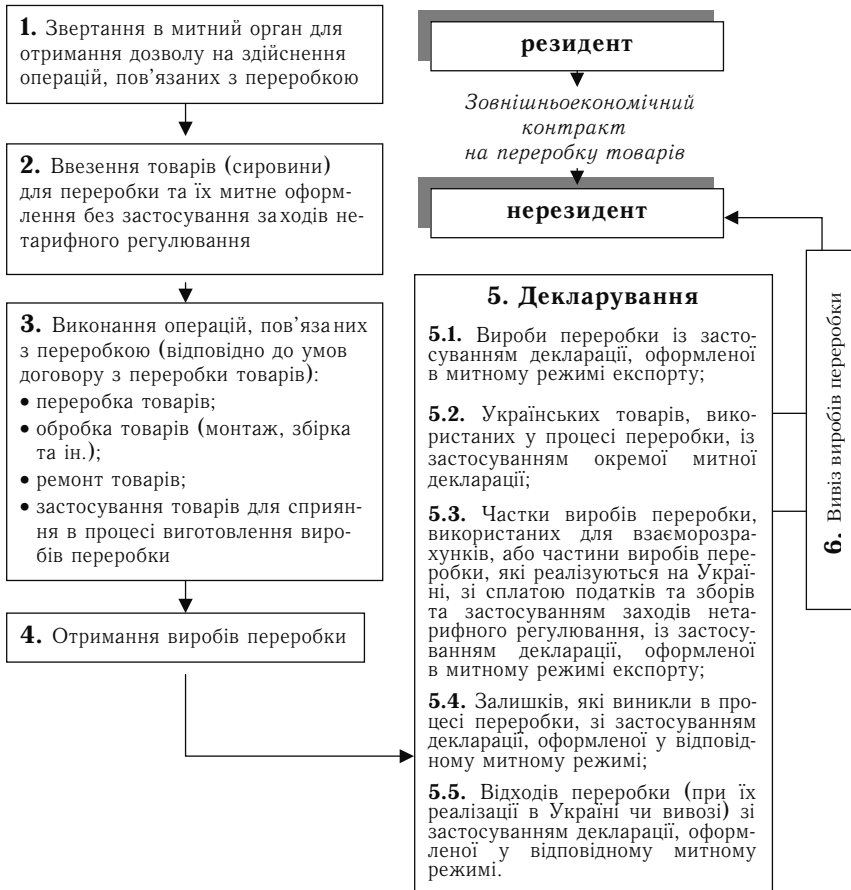 1. Звертання в митний орган для
отримання дозволу на здійснення
операцій, пов’язаних з переробкою
2. Ввезення товарів (сировини)
для переробки та їх митне оформ-
лення без застосування заходів не-
тарифного регулювання
3. Виконання операцій, пов’язаних
з переробкою (відповідно до умов
договору з переробки товарів):
• переробка товарів;
• обробка товарів (монтаж, збірка
та ін.);
• ремонт товарів;
• застосування товарів для сприян-
ня в процесі виготовлення виро-
бів переробки
4. Отримання виробів переробки
резидент
Зовнішньоекономічний
контракт
на переробку товарів
нерезидент
5. Декларування
5.1. Вироби переробки із засто-
суванням декларації, оформленої
в митному режимі експорту;
5.2. Українських товарів, вико-
ристаних у процесі переробки, із
застосуванням окремої митної
декларації;
5.3. Частки виробів переробки,
використаних для взаєморозра-
хунків, або частини виробів пере-
робки, які реалізуються на Украї-
ні, зі сплатою податків та зборів
та застосуванням заходів нета-
рифного регулювання, із застосу-
ванням декларації, оформленої
в митному режимі експорту;
5.4. Залишків, які виникли в про-
цесі переробки, зі застосуванням
декларації, оформленої у відповід-
ному митному режимі;
5.5. Відходів переробки (при їх
реалізації в Україні чи вивозі) зі
застосуванням декларації, оформ-
леної у відповідному митному
режимі.
6. Вивіз виробів переробки